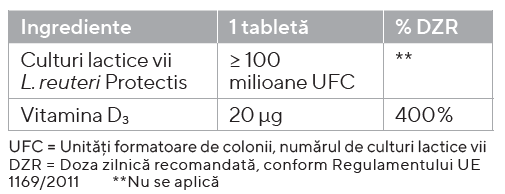 Ingrediente 1 tabletă % DZR
Culturi lactice vii ≥ 100 **
L. reuteri Protectis milioane UFC
Vitamina D₃ 20 µg 400%
UFC = Unități formatoare de colonii, numărul de culturi lactice vii
DZR = Doza zilnică recomandată, conform Regulamentului UE
1169/2011 **Nu se aplică